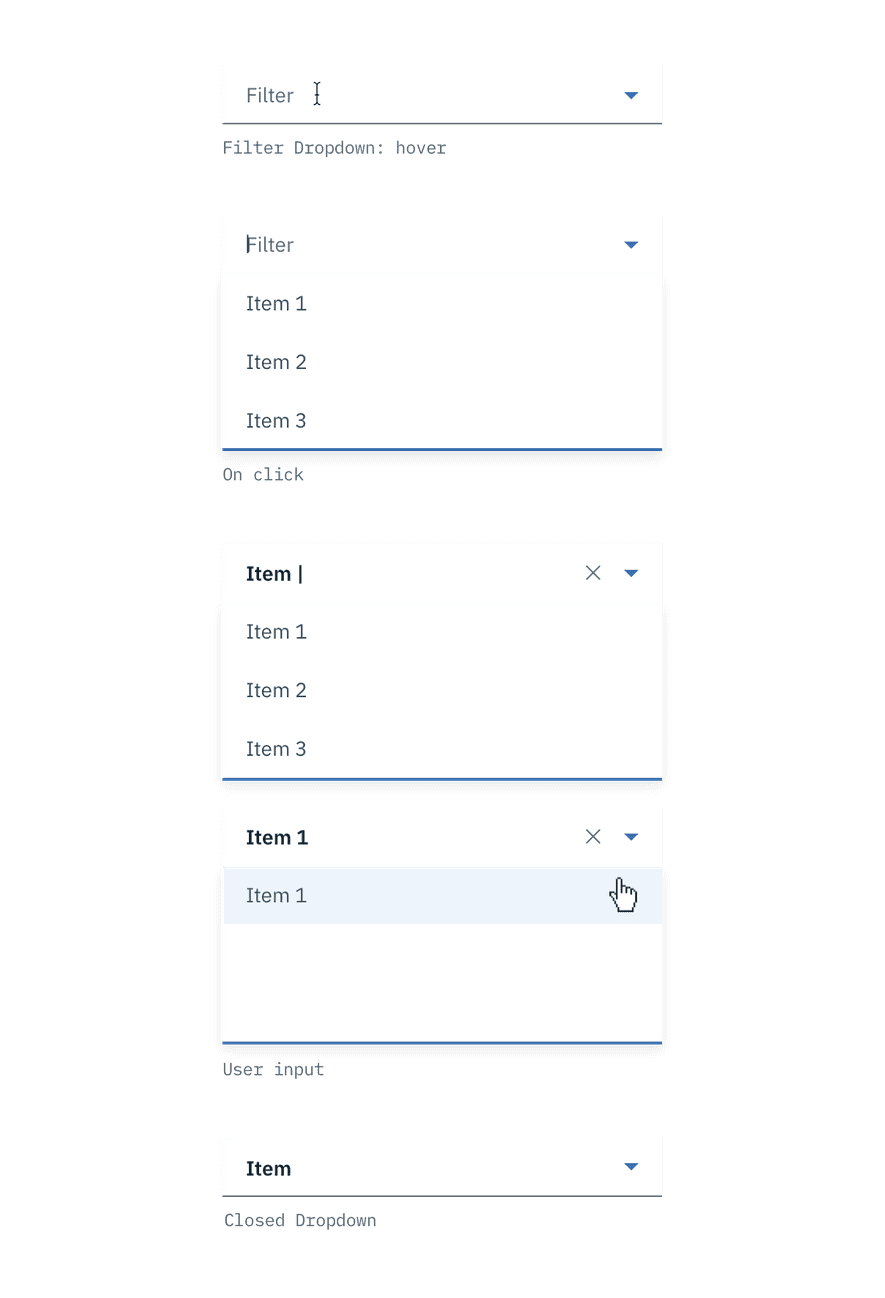 Filter
Filter Dropdown: hover
Filter
Item 1
Item 2
Item 3
On click
Item |
Item 1
Item 2
Item 3
Item 1
Item 1
User input
Item
Closed Dropdown